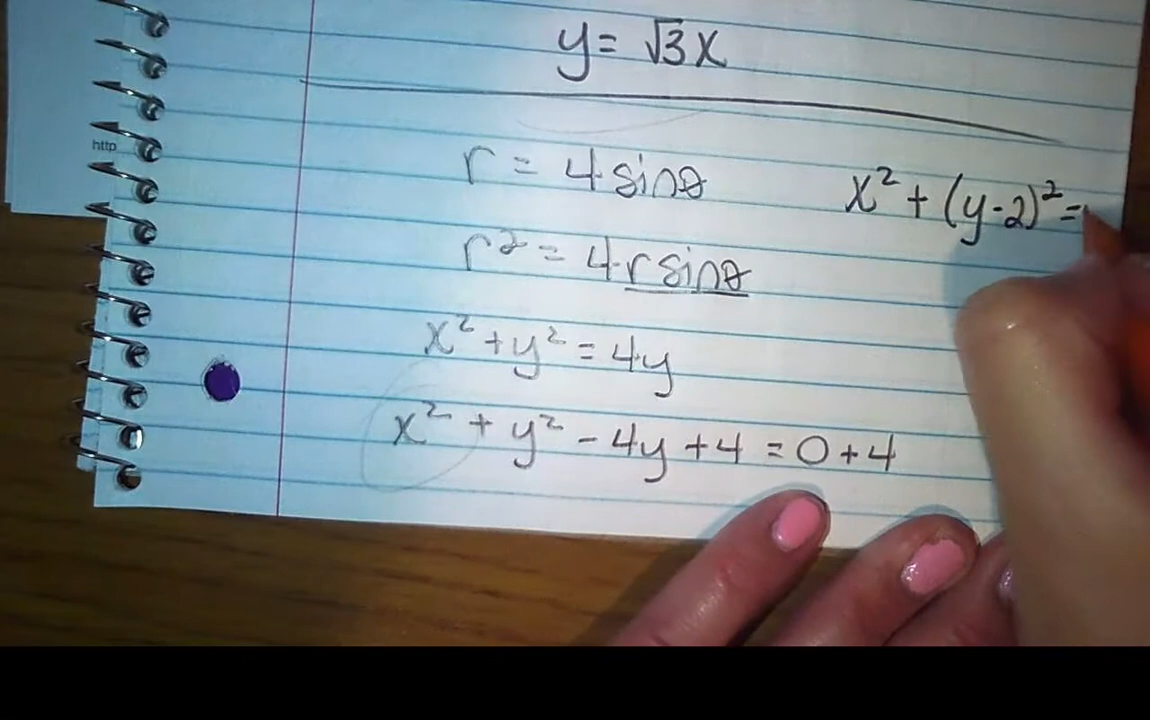 y = √3x
http
r = 4 sinθ
x² + (y-2)² =
r² = 4 r sinθ
x² + y² = 4y
x² + y² - 4y + 4 = 0 + 4